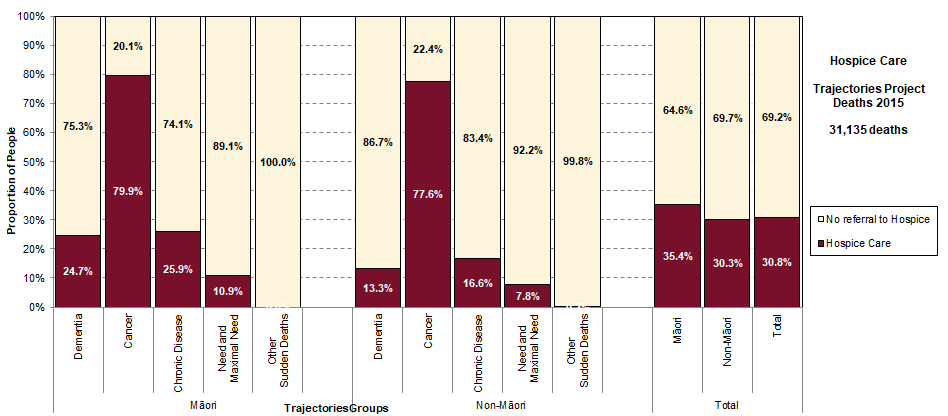 100%
90%
80%
70%
60%
50%
40%
30%
20%
10%
0%
Proportion of People
75.3%
20.1%
74.1%
89.1%
100.0%
86.7%
22.4%
83.4%
92.2%
99.8%
64.6%
69.7%
69.2%
24.7%
79.9%
25.9%
10.9%
13.3%
77.6%
16.6%
7.8%
35.4%
30.3%
30.8%
Dementia
Cancer
Chronic Disease
Need and
Maximal Need
Other
Sudden Deaths
Dementia
Cancer
Chronic Disease
Need and
Maximal Need
Other
Sudden Deaths
Māori
Non-Māori
Total
Māori
Non-Māori
Total
TrajectoriesGroups
Hospice Care
Trajectories Project
Deaths 2015
31,135 deaths
No referral to Hospice
Hospice Care